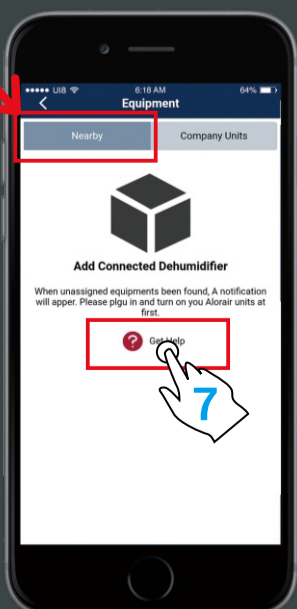 ••••• UI8 6:18 AM 64%
Equipment
Nearby Company Units
Add Connected Dehumidifier
When unassigned equipments been found, A notification
will apper. Please plgu in and turn on you Alorair units at
first.
? Get Help
7